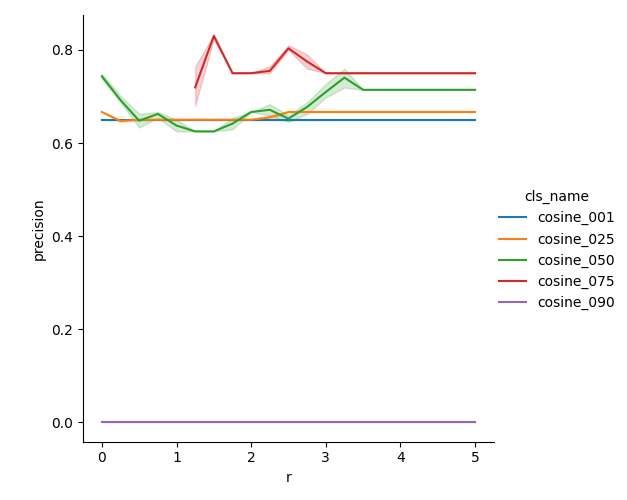 0.8
0.6
0.4
0.2
0.0
precision
0 1 2 3 4 5
r
cls_name
cosine_001
cosine_025
cosine_050
cosine_075
cosine_090